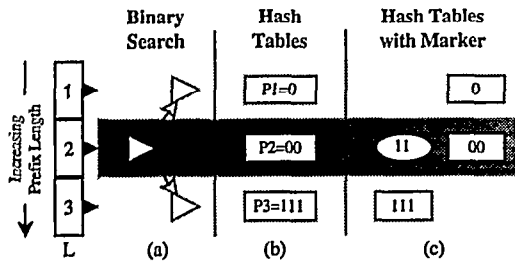 Binary Search
Hash Tables
Hash Tables with Marker
Increasing Prefix Length
1
P1=0
0
2
P2=00
11
00
3
P3=111
111
L
(a)
(b)
(c)